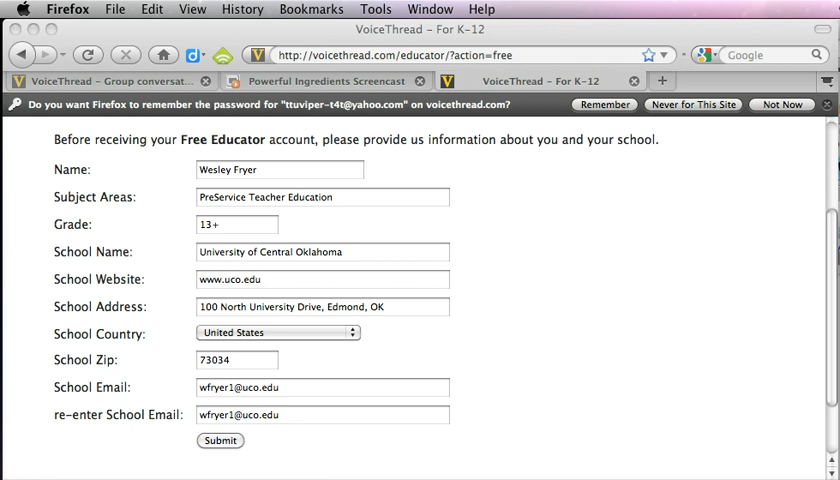 Firefox File Edit View History Bookmarks Tools Window Help
VoiceThread - For K-12
http://voicethread.com/educator/?action=free
Google
VoiceThread - Group conversat...
Powerful Ingredients Screencast
VoiceThread - For K-12
Do you want Firefox to remember the password for "ttuviper-t4t@yahoo.com" on voicethread.com?
Remember
Never for This Site
Not Now
Before receiving your Free Educator account, please provide us information about you and your school.
Name: Wesley Fryer
Subject Areas: PreService Teacher Education
Grade: 13+
School Name: University of Central Oklahoma
School Website: www.uco.edu
School Address: 100 North University Drive, Edmond, OK
School Country: United States
School Zip: 73034
School Email: wfryer1@uco.edu
re-enter School Email: wfryer1@uco.edu
Submit